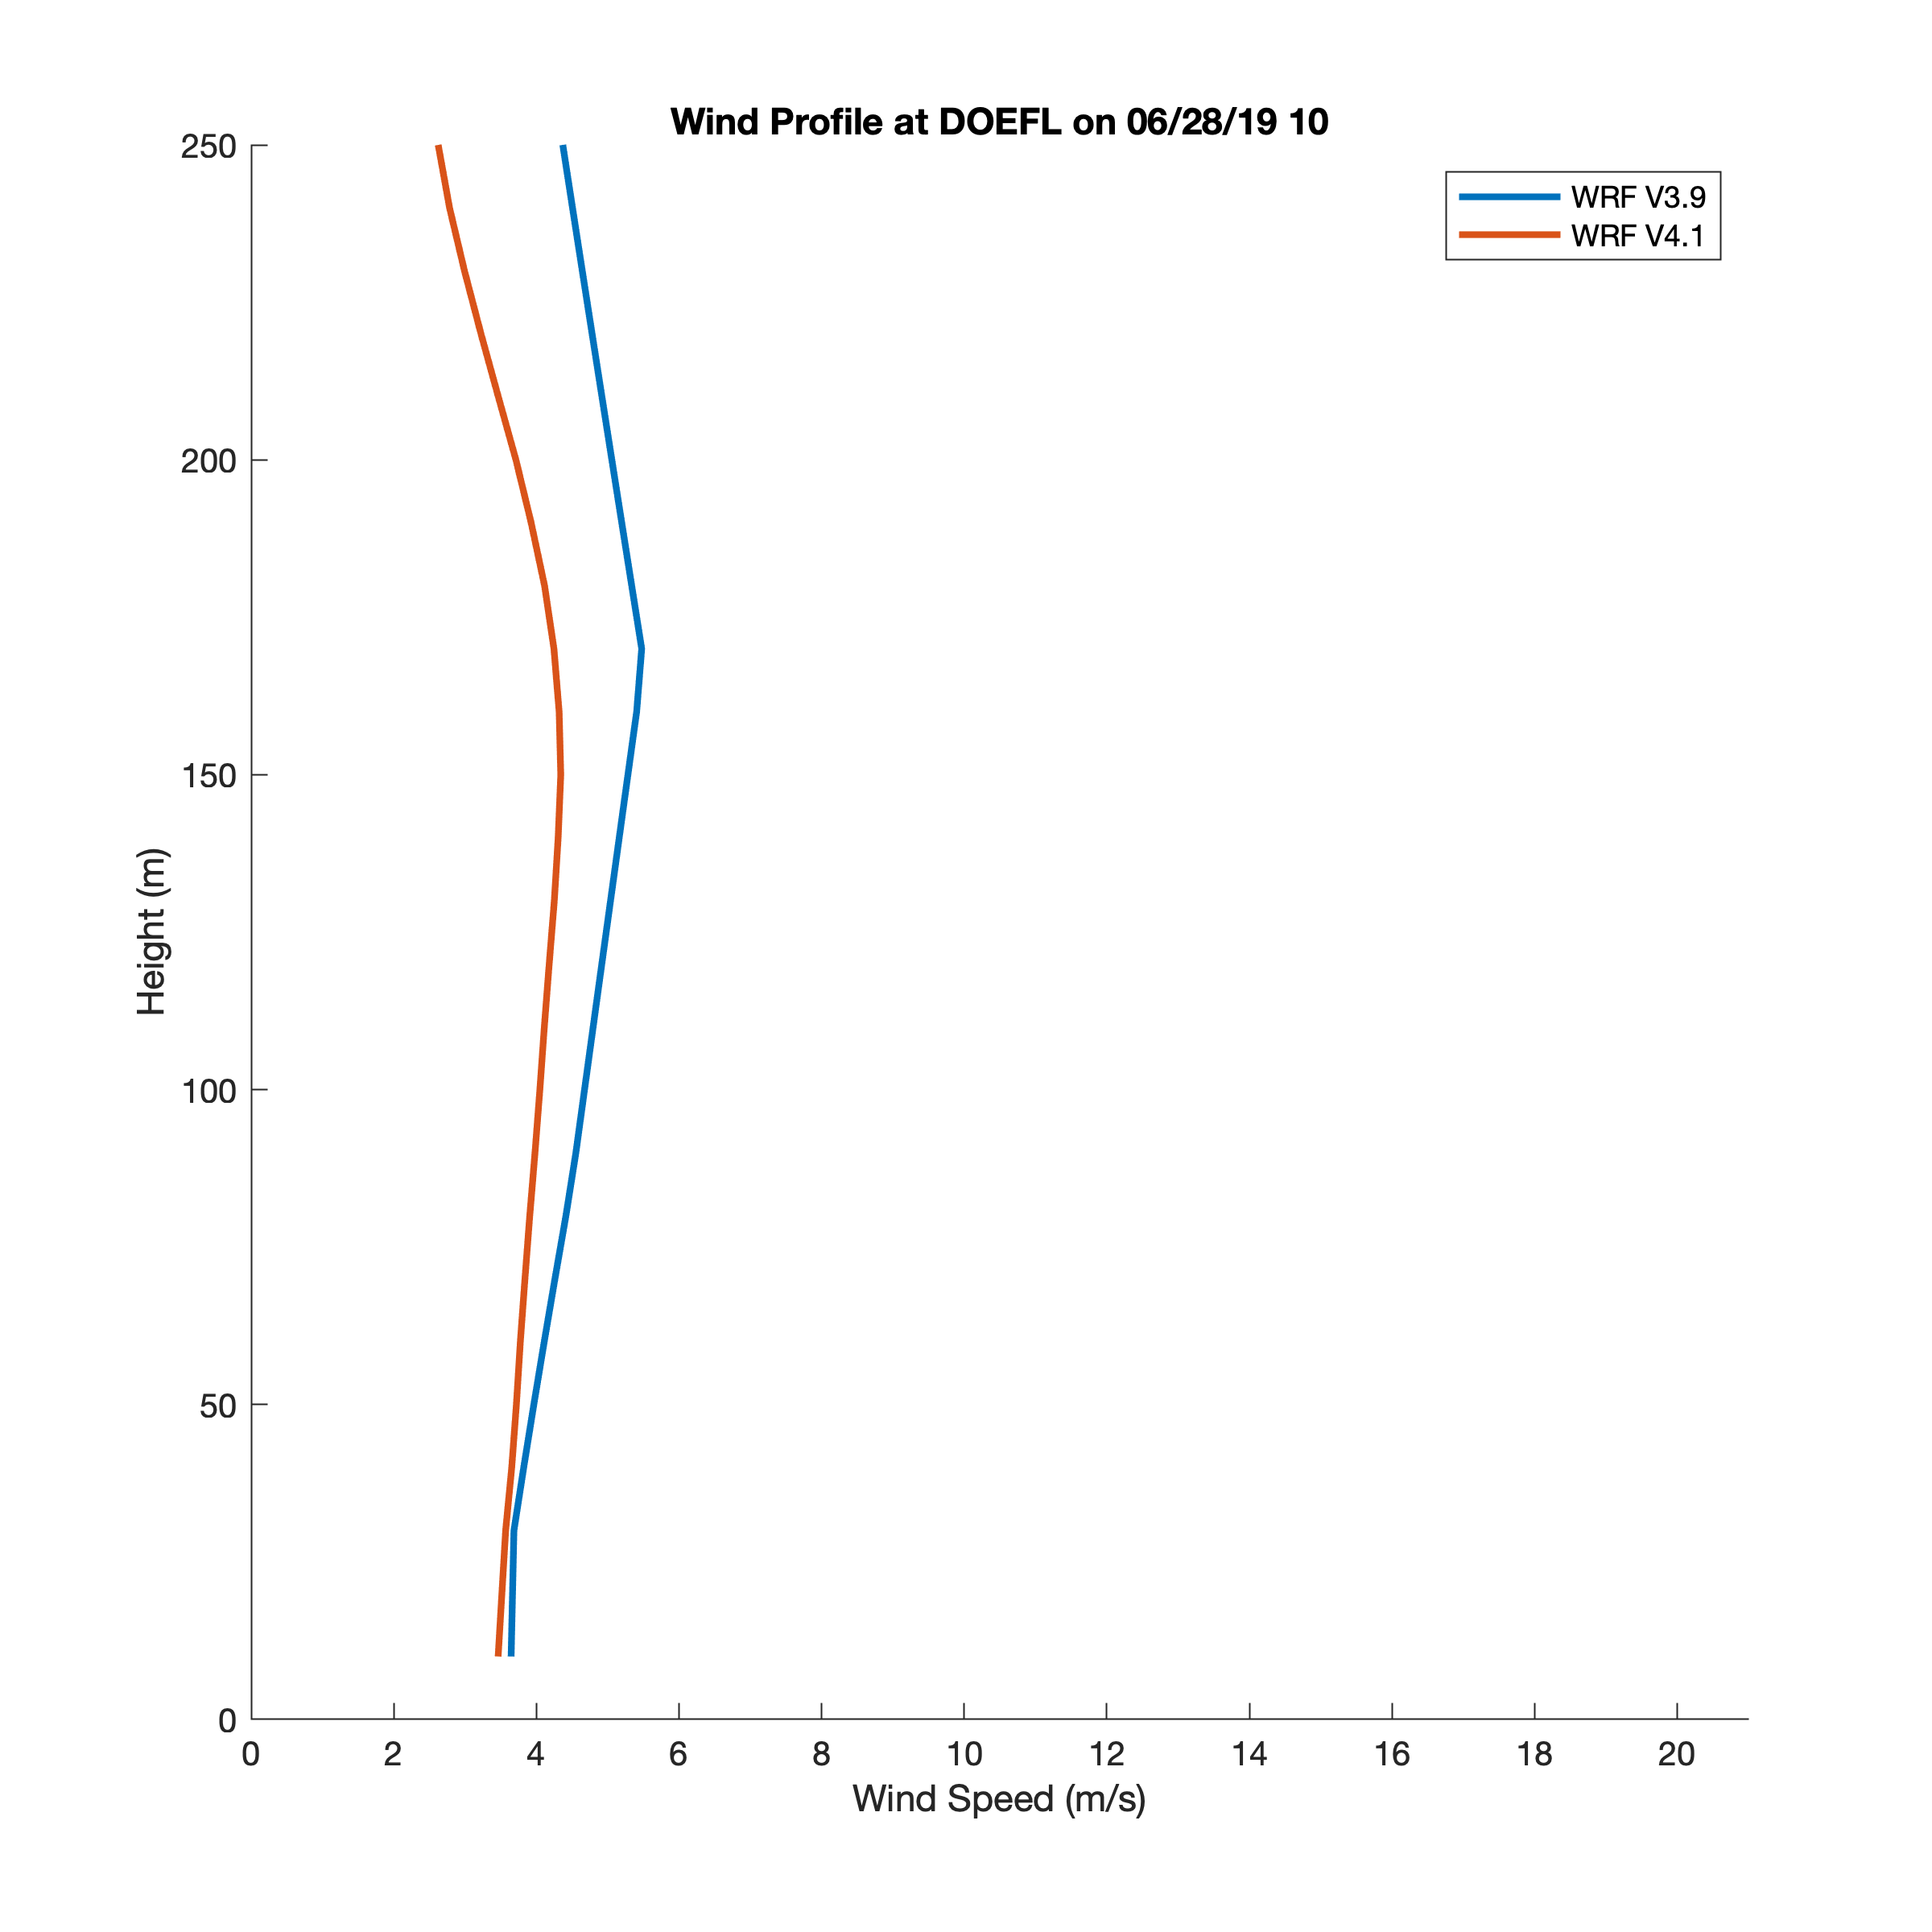 Wind Profile at DOEFL on 06/28/19 10
WRF V3.9
WRF V4.1
250
200
150
100
50
0
Height (m)
0 2 4 6 8 10 12 14 16 18 20
Wind Speed (m/s)